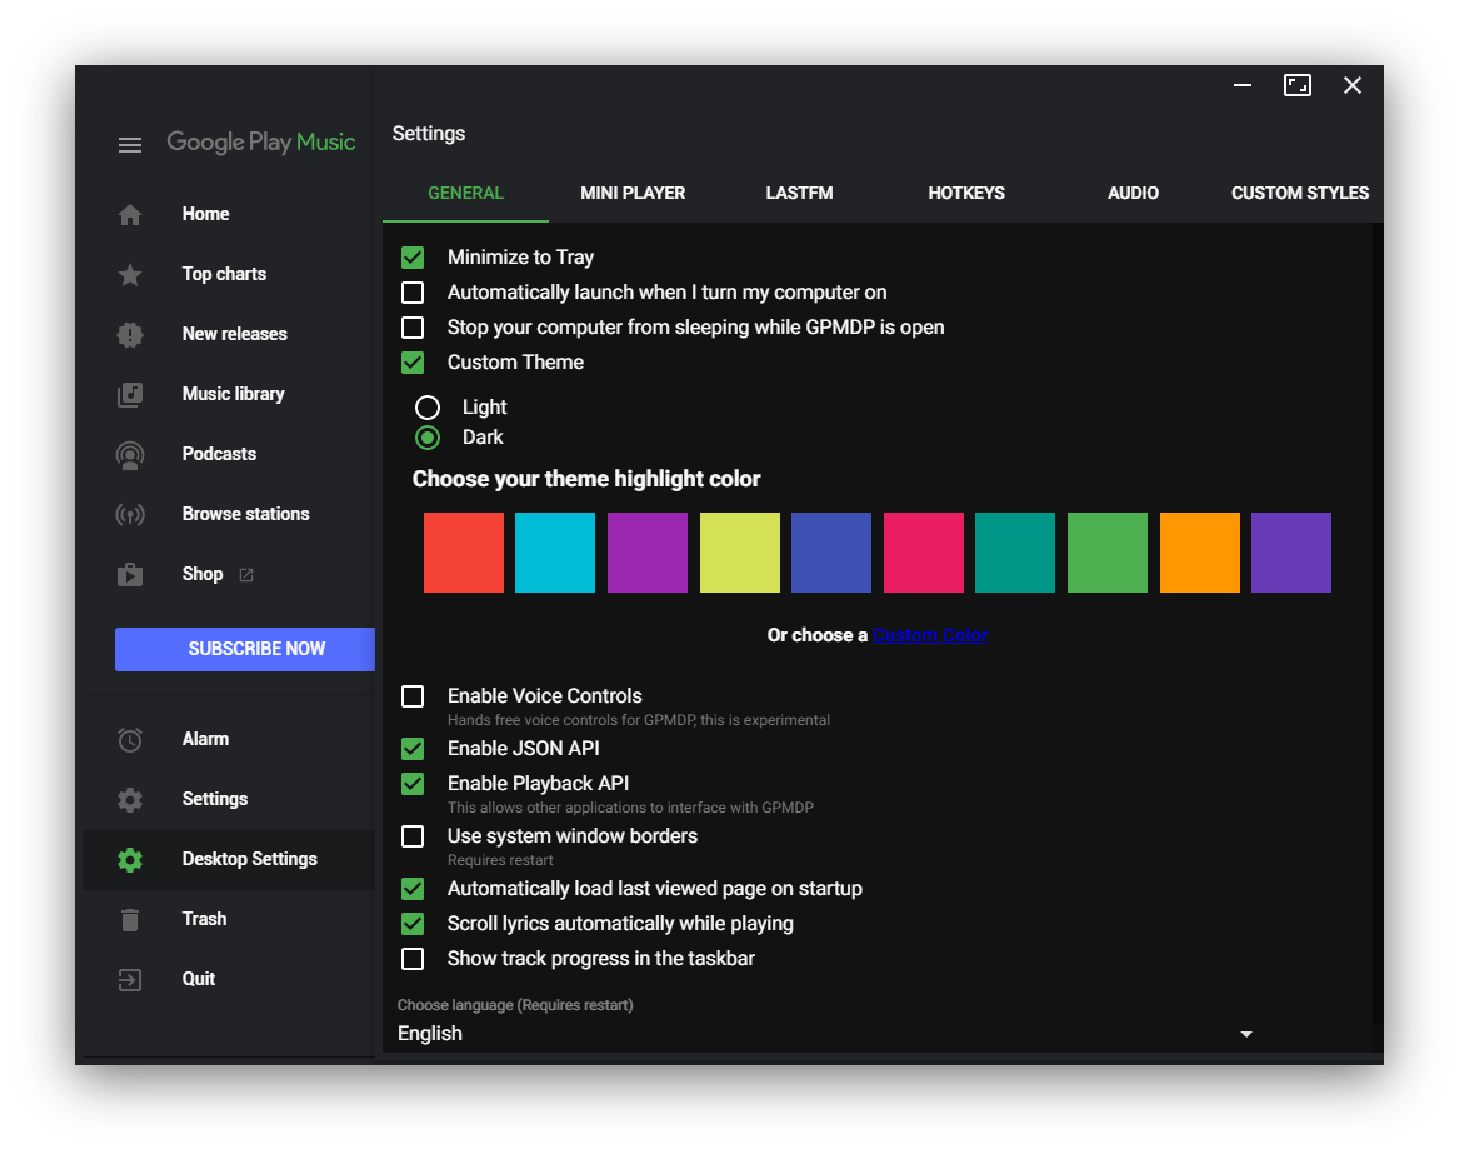 Google Play Music
Home
Top charts
New releases
Music library
Podcasts
Browse stations
Shop
SUBSCRIBE NOW
Alarm
Settings
Desktop Settings
Trash
Quit
Settings
GENERAL MINI PLAYER LASTFM HOTKEYS AUDIO CUSTOM STYLES
Minimize to Tray
Automatically launch when I turn my computer on
Stop your computer from sleeping while GPMDP is open
Custom Theme
Light
Dark
Choose your theme highlight color
Or choose a Custom Color
Enable Voice Controls
Hands free voice controls for GPMDP, this is experimental
Enable JSON API
Enable Playback API
This allows other applications to interface with GPMDP
Use system window borders
Requires restart
Automatically load last viewed page on startup
Scroll lyrics automatically while playing
Show track progress in the taskbar
Choose language (Requires restart)
English